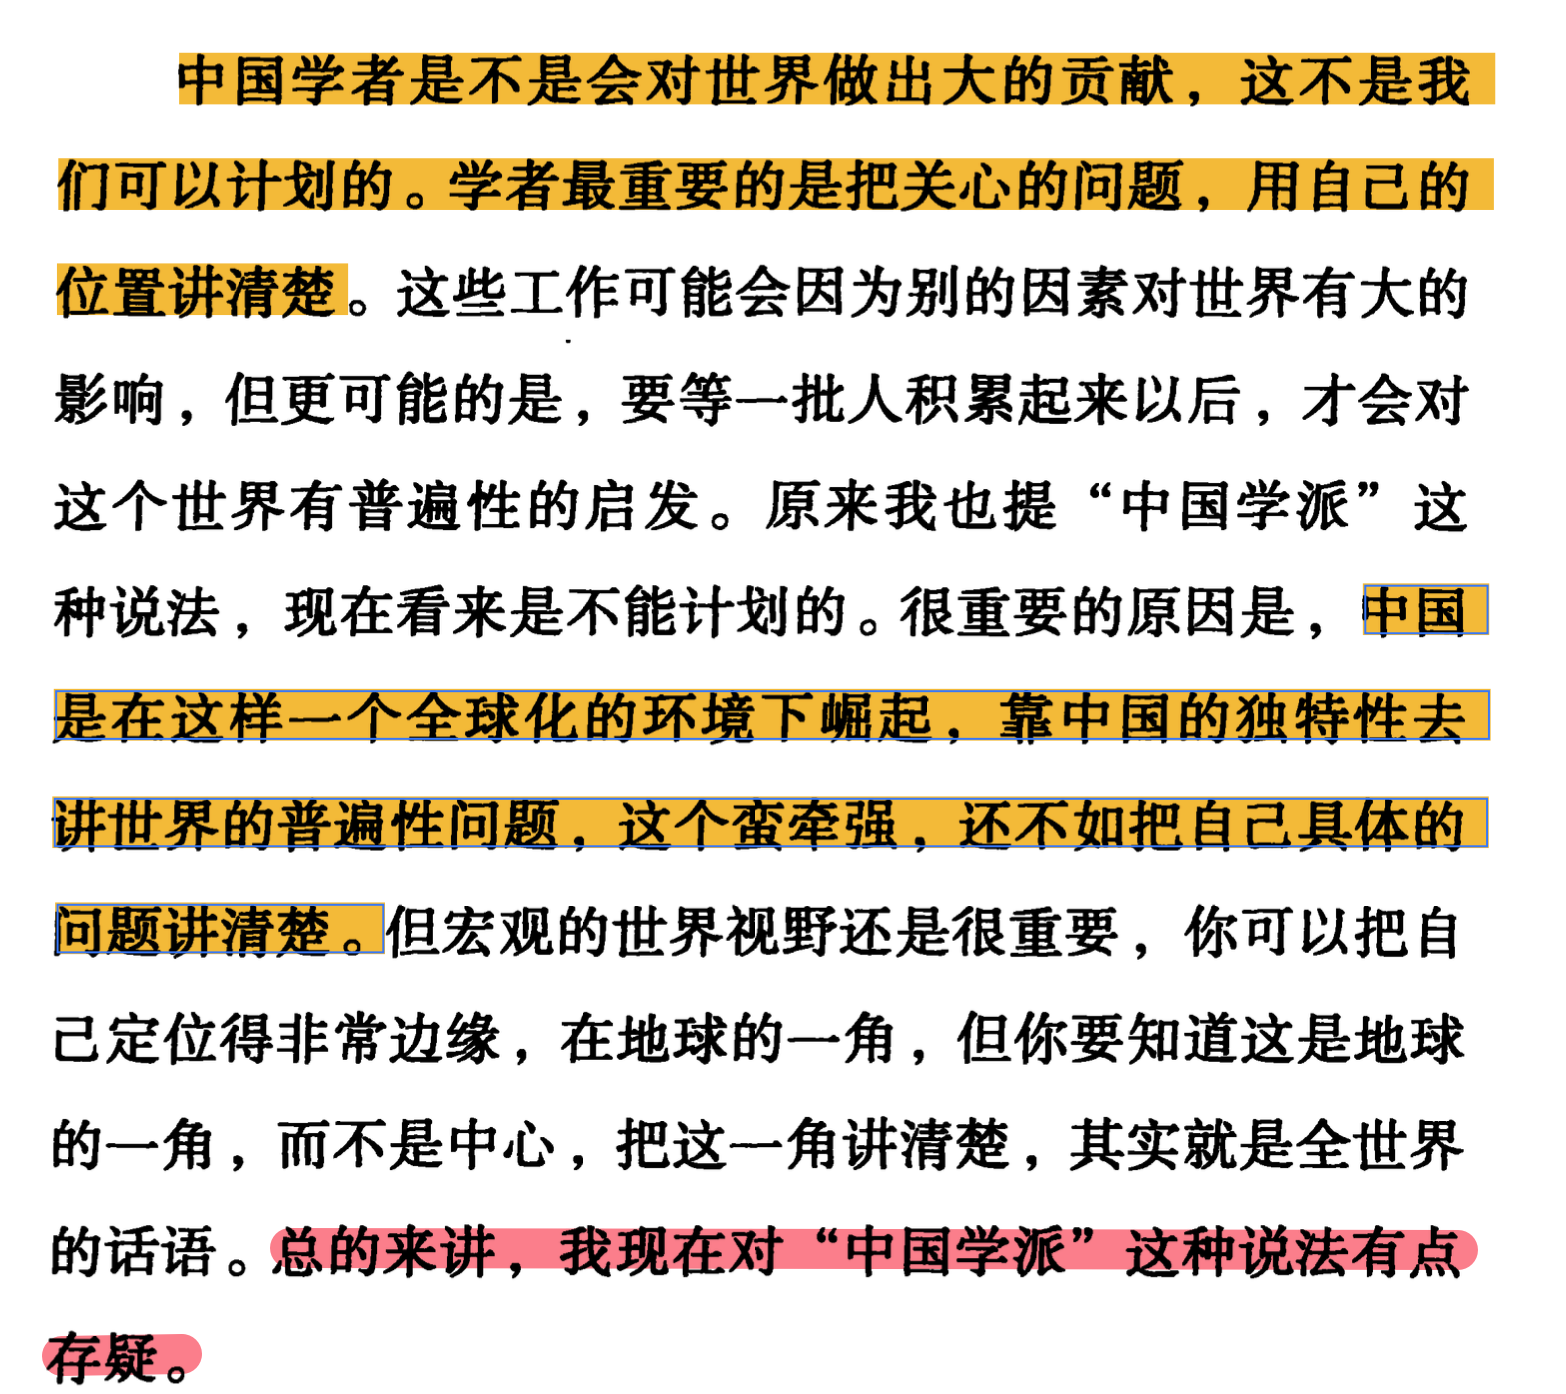 中国学者是不是会对世界做出大的贡献，这不是我
们可以计划的。学者最重要的是把关心的问题，用自己的
位置讲清楚。这些工作可能会因为别的因素对世界有大的
影响，但更可能的是，要等一批人积累起来以后，才会对
这个世界有普遍性的启发。原来我也提“中国学派”这
种说法，现在看来是不能计划的。很重要的原因是，中国
是在这样一个全球化的环境下崛起，靠中国的独特性去
讲世界的普遍性问题，这个蛮牵强，还不如把自己具体的
问题讲清楚。但宏观的世界视野还是很重要，你可以把自
己定位得非常边缘，在地球的一角，但你要知道这是地球
的一角，而不是中心，把这一角讲清楚，其实就是全世界
的话语。总的来讲，我现在对“中国学派”这种说法有点
存疑。